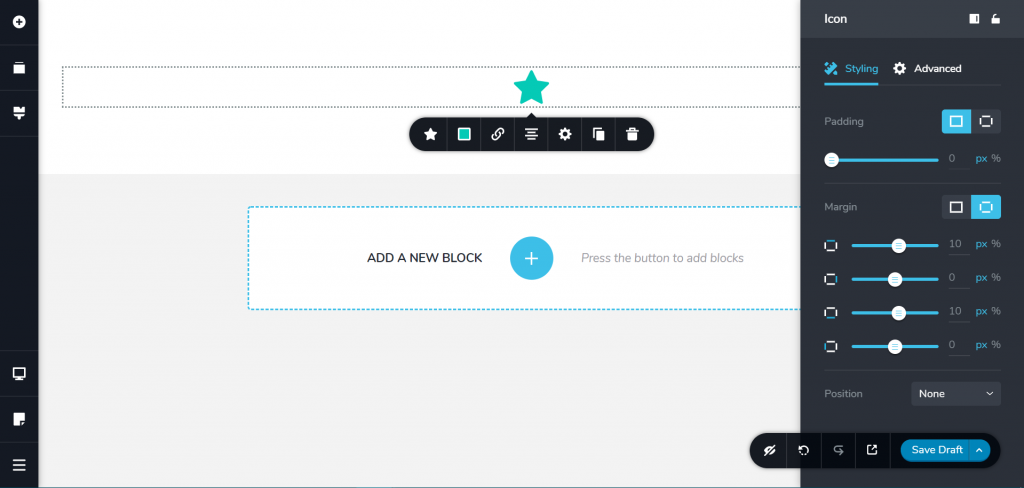 Icon
Styling Advanced
Padding
0 px %
Margin
10 px %
0 px %
10 px %
0 px %
Position None
ADD A NEW BLOCK
Press the button to add blocks
Save Draft